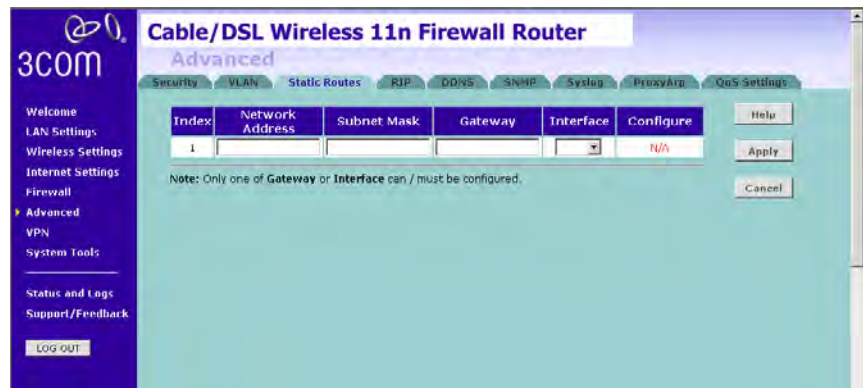 3COM
Cable/DSL Wireless 11n Firewall Router
Advanced
Security VLAN Static Routes RIP DDNS SNMP Syslog ProxyArp QoS Settings
Welcome
LAN Settings
Wireless Settings
Internet Settings
Firewall
Advanced
VPN
System Tools
Status and Logs
Support/Feedback
LOG OUT
Index Network Address Subnet Mask Gateway Interface Configure
1 N/A
Note: Only one of Gateway or Interface can / must be configured.
Help
Apply
Cancel